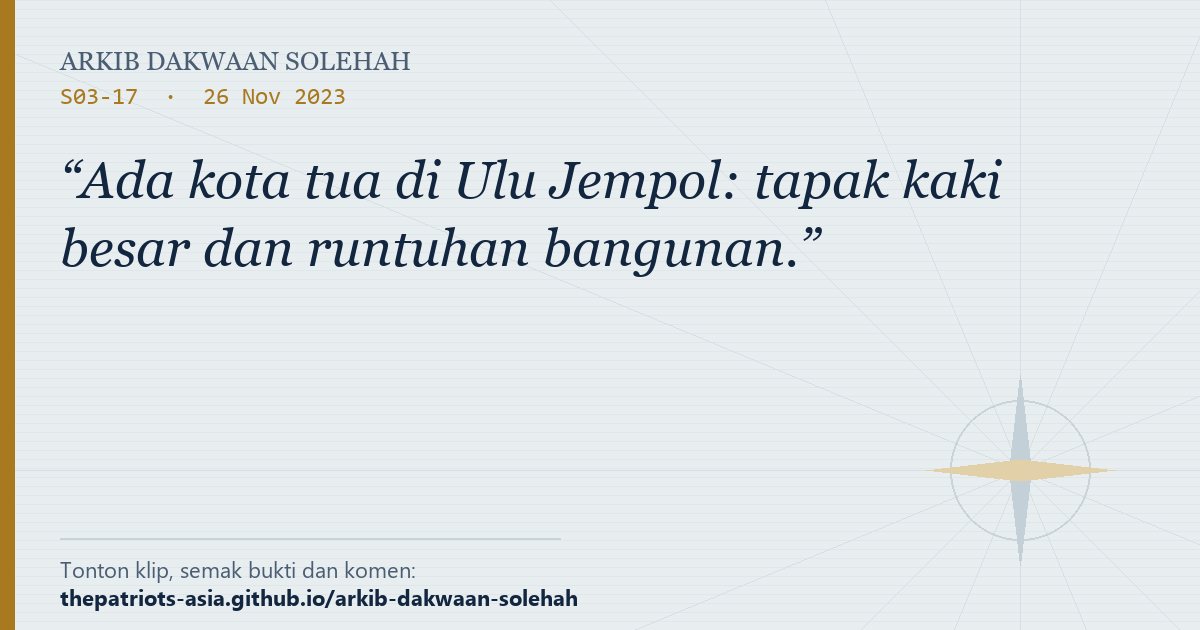 ARKIB DAKWAAN SOLEHAH
S03-17 · 26 Nov 2023
“Ada kota tua di Ulu Jempol: tapak kaki
besar dan runtuhan bangunan.”
Tonton klip, semak bukti dan komen:
thepatriots-asia.github.io/arkib-dakwaan-solehah